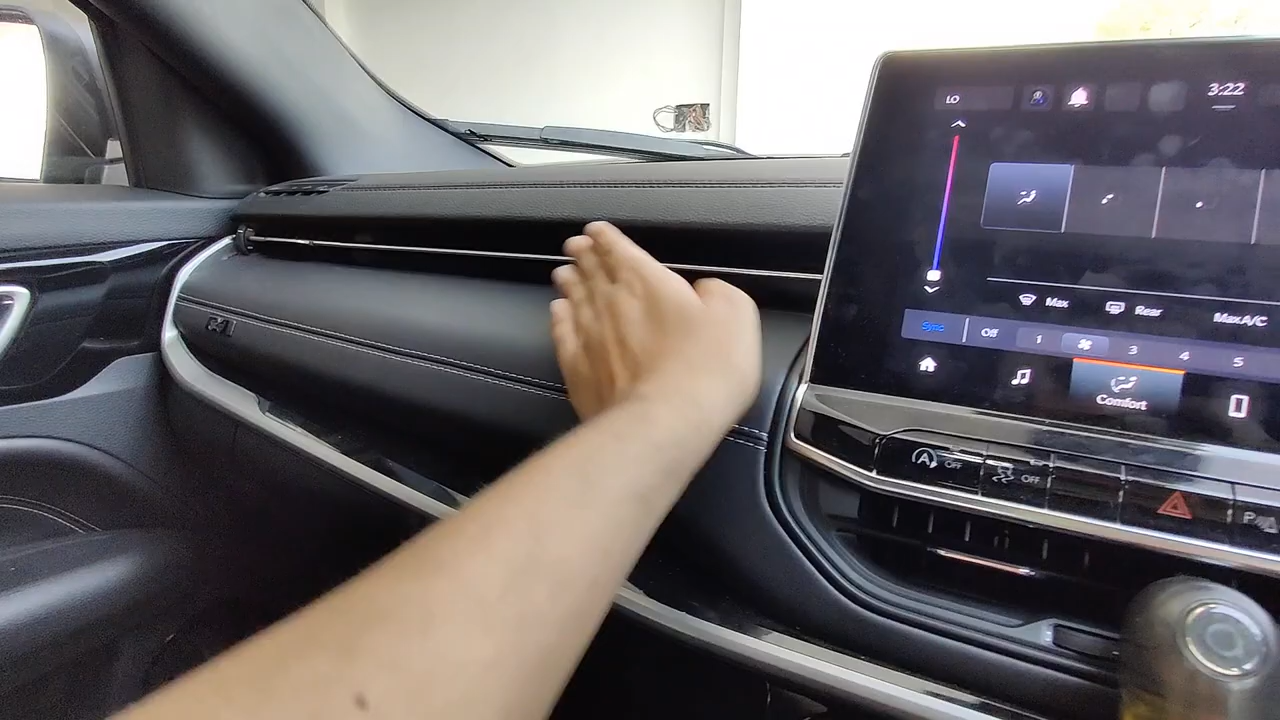 LO
3:22
Max Rear Max A/C
Sync Off 1 3 4 5
Comfort
A OFF OFF
P